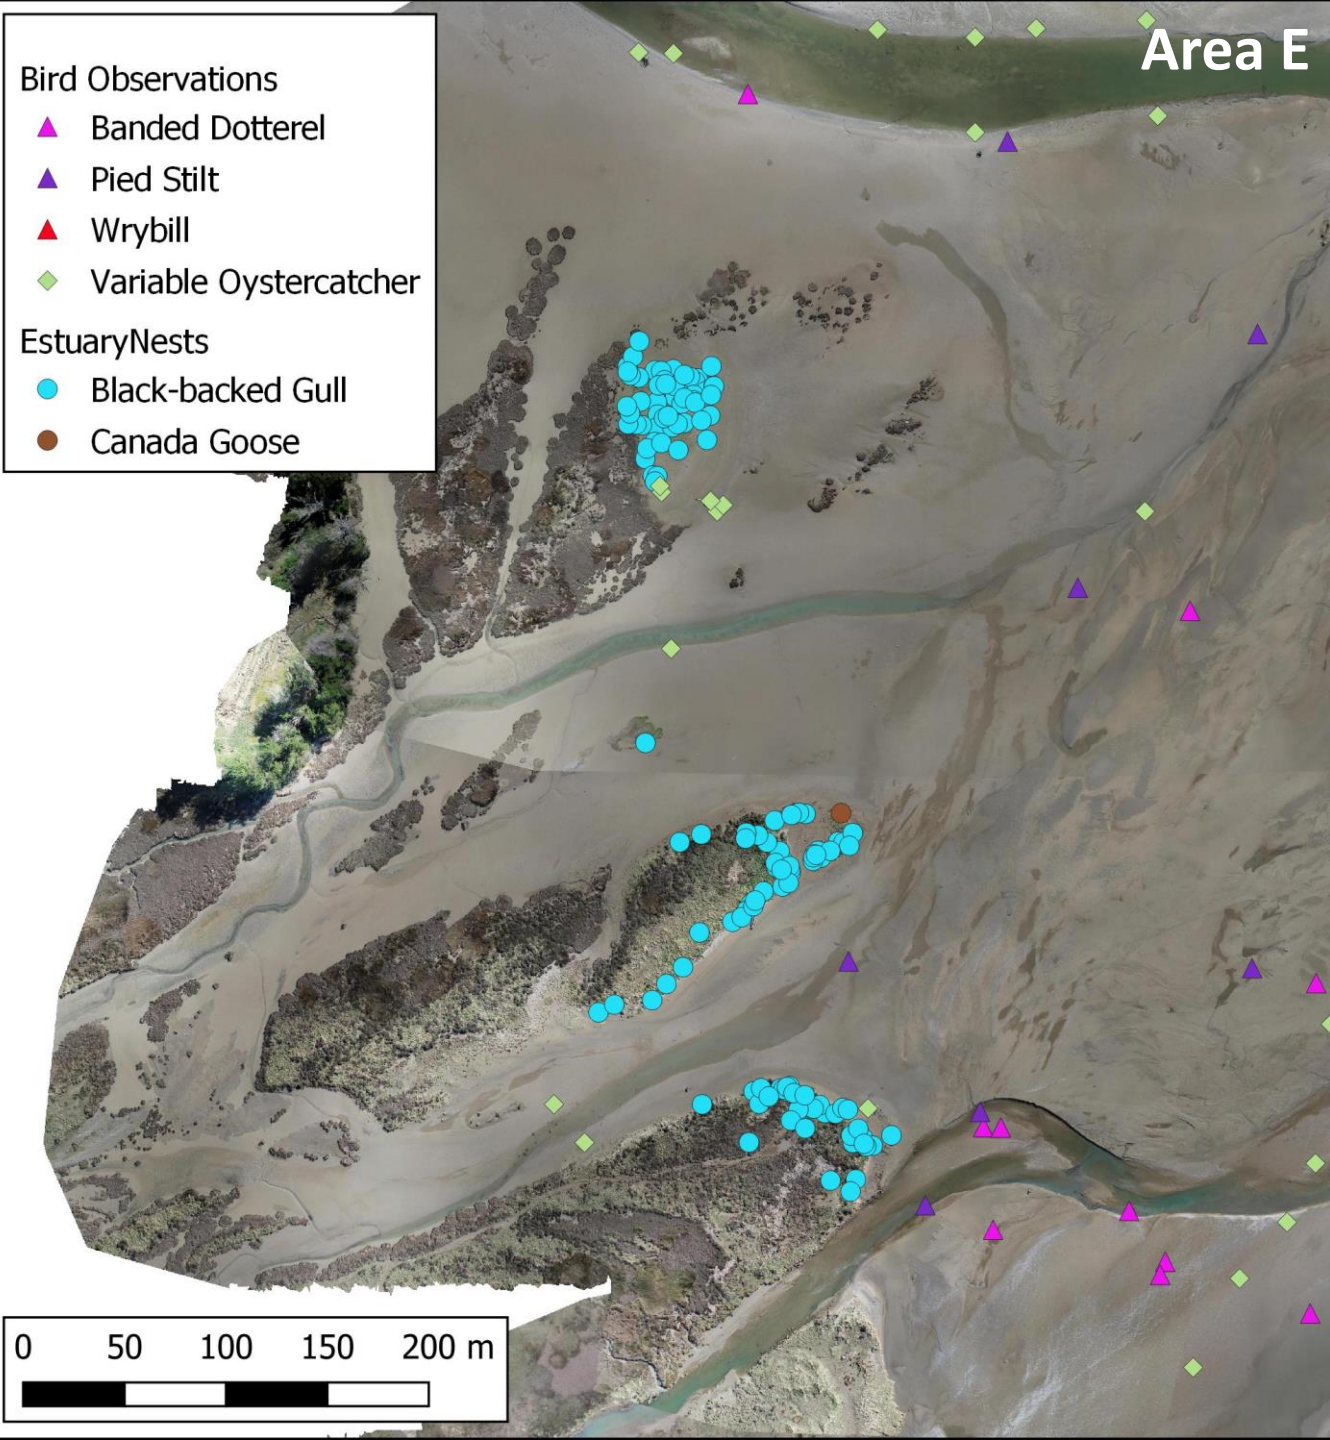 Area E
Bird Observations
Banded Dotterel
Pied Stilt
Wrybill
Variable Oystercatcher
EstuaryNests
Black-backed Gull
Canada Goose
0 50 100 150 200 m